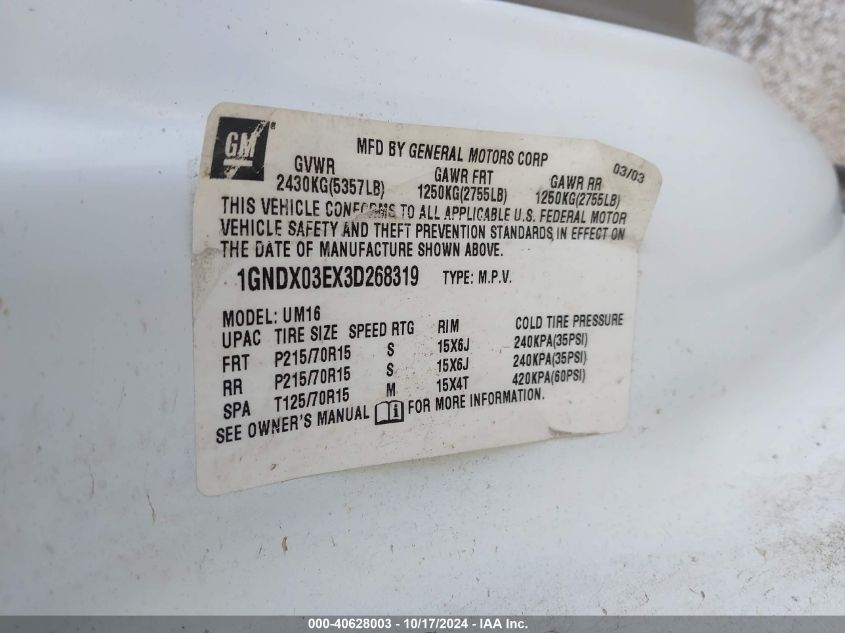 GM®
MFD BY GENERAL MOTORS CORP 03/03
GVWR GAWR FRT GAWR RR
2430KG(5357LB) 1250KG(2755LB) 1250KG(2755LB)
THIS VEHICLE CONFORMS TO ALL APPLICABLE U.S. FEDERAL MOTOR
VEHICLE SAFETY AND THEFT PREVENTION STANDARDS IN EFFECT ON
THE DATE OF MANUFACTURE SHOWN ABOVE.
1GNDX03EX3D268319 TYPE: M.P.V.
MODEL: UM16
UPAC TIRE SIZE SPEED RTG RIM COLD TIRE PRESSURE
FRT P215/70R15 S 15X6J 240KPA(35PSI)
RR P215/70R15 S 15X6J 240KPA(35PSI)
SPA T125/70R15 M 15X4T 420KPA(60PSI)
SEE OWNER'S MANUAL FOR MORE INFORMATION.
000-40628003 - 10/17/2024 - IAA Inc.